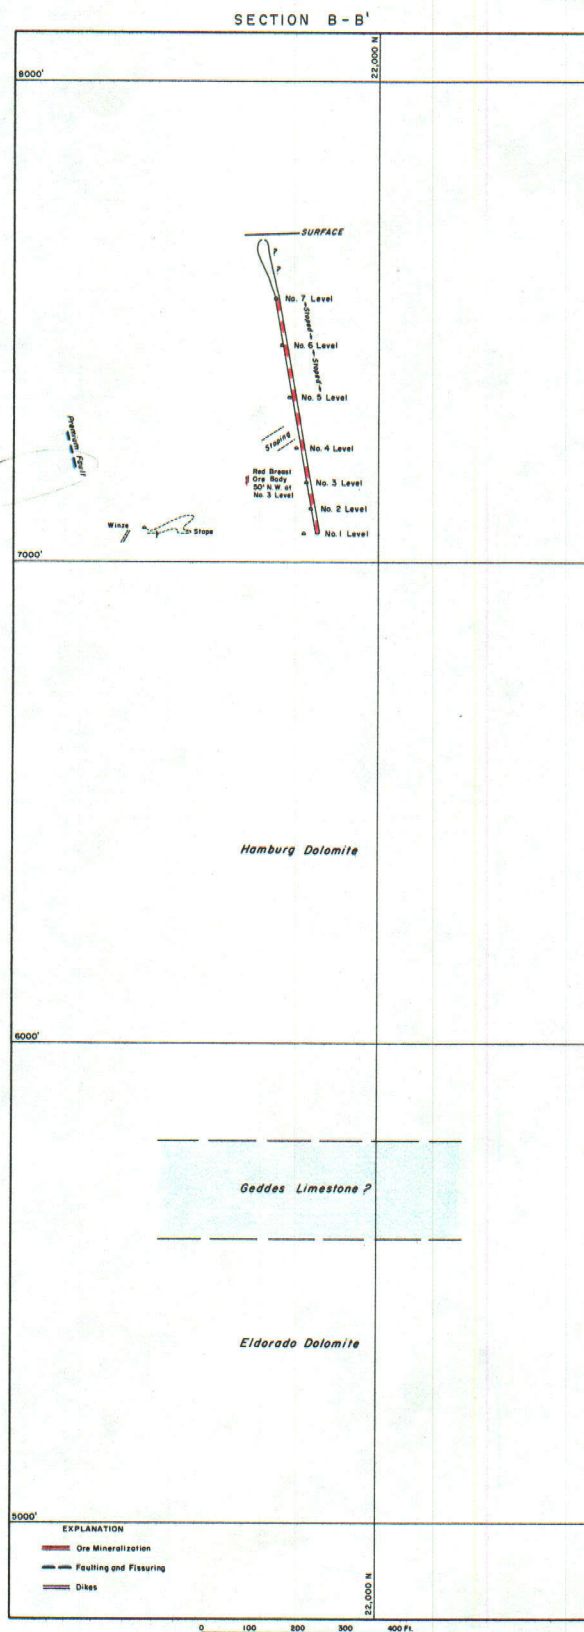 SECTION B-B'
22,000 N
8000'
SURFACE
?
?
No. 7 Level
—Stoped — Stoped—
No. 6 Level
No. 5 Level
Premium Fault
Stoping
No. 4 Level
Red Breast
Ore Body
50' N.W. of
No. 3 Level
No. 3 Level
No. 2 Level
Winze
Stope
No. 1 Level
7000'
Hamburg Dolomite
6000'
Geddes Limestone ?
Eldorado Dolomite
5000'
EXPLANATION
Ore Mineralization
Faulting and Fissuring
Dikes
22,000 N
0 100 200 300 400 Ft.